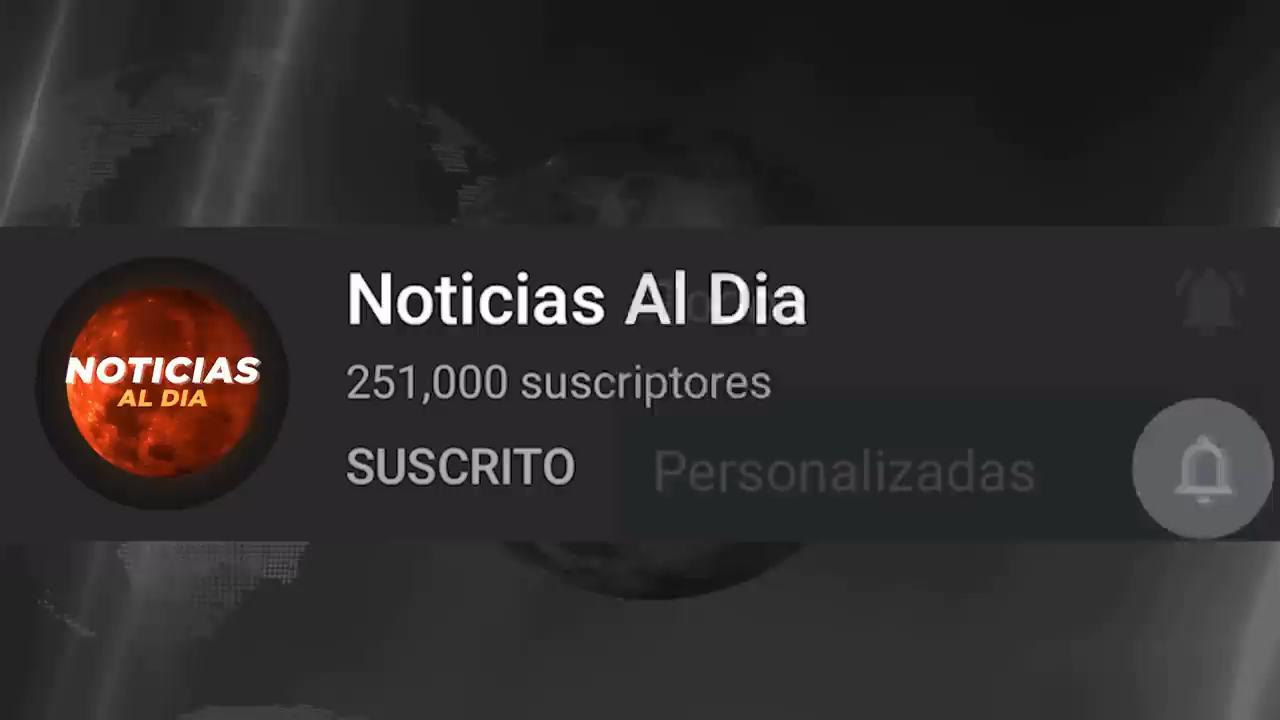 Noticias Al Dia
NOTICIAS
AL DIA
251,000 suscriptores
SUSCRITO
Personalizadas